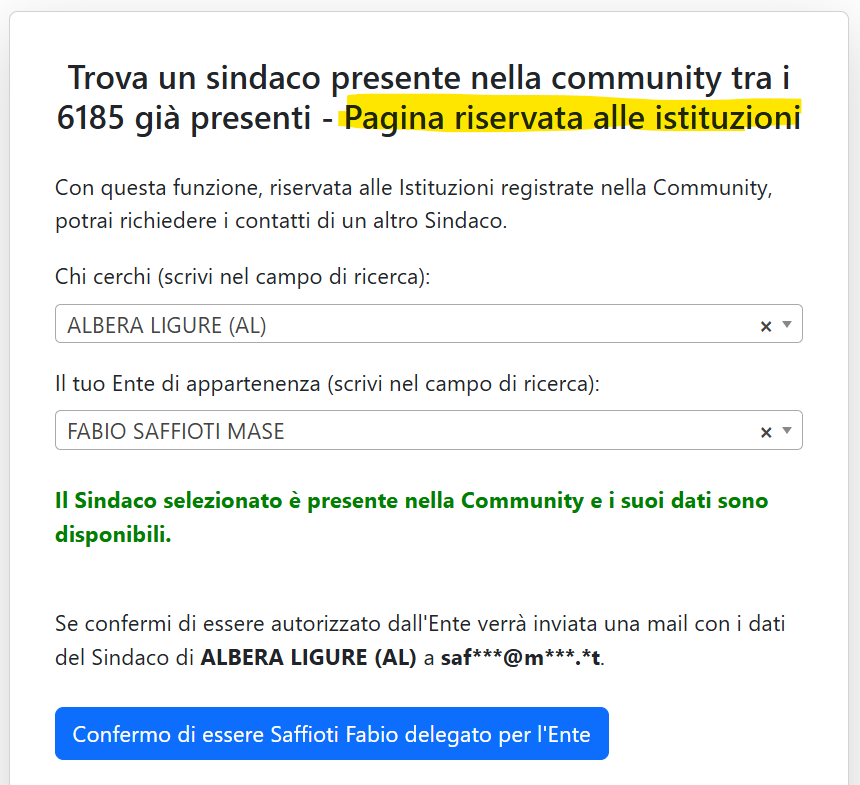 Trova un sindaco presente nella community tra i
6185 già presenti - Pagina riservata alle istituzioni
Con questa funzione, riservata alle Istituzioni registrate nella Community,
potrai richiedere i contatti di un altro Sindaco.
Chi cerchi (scrivi nel campo di ricerca):
ALBERA LIGURE (AL) ×
Il tuo Ente di appartenenza (scrivi nel campo di ricerca):
FABIO SAFFIOTI MASE ×
Il Sindaco selezionato è presente nella Community e i suoi dati sono
disponibili.
Se confermi di essere autorizzato dall'Ente verrà inviata una mail con i dati
del Sindaco di ALBERA LIGURE (AL) a saf***@m***.*t.
Confermo di essere Saffioti Fabio delegato per l'Ente